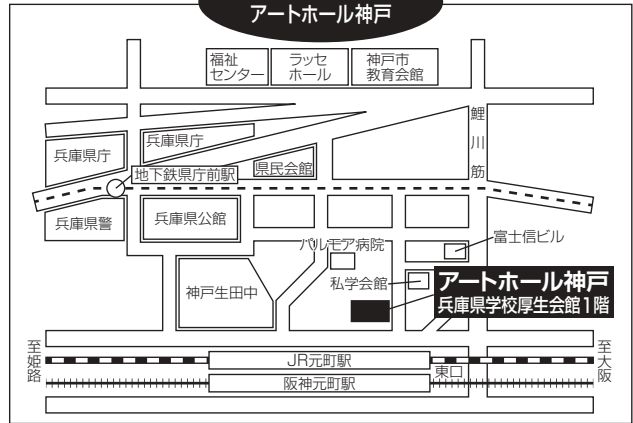 アートホール神戸
福祉
センター
ラッセ
ホール
神戸市
教育会館
鯉川筋
兵庫県庁
兵庫県庁
県民会館
地下鉄県庁前駅
兵庫県警
兵庫県公館
パルモア病院
富士信ビル
神戸生田中
私学会館
アートホール神戸
兵庫県学校厚生会館1階
至姫路
JR元町駅
東口
至大阪
阪神元町駅